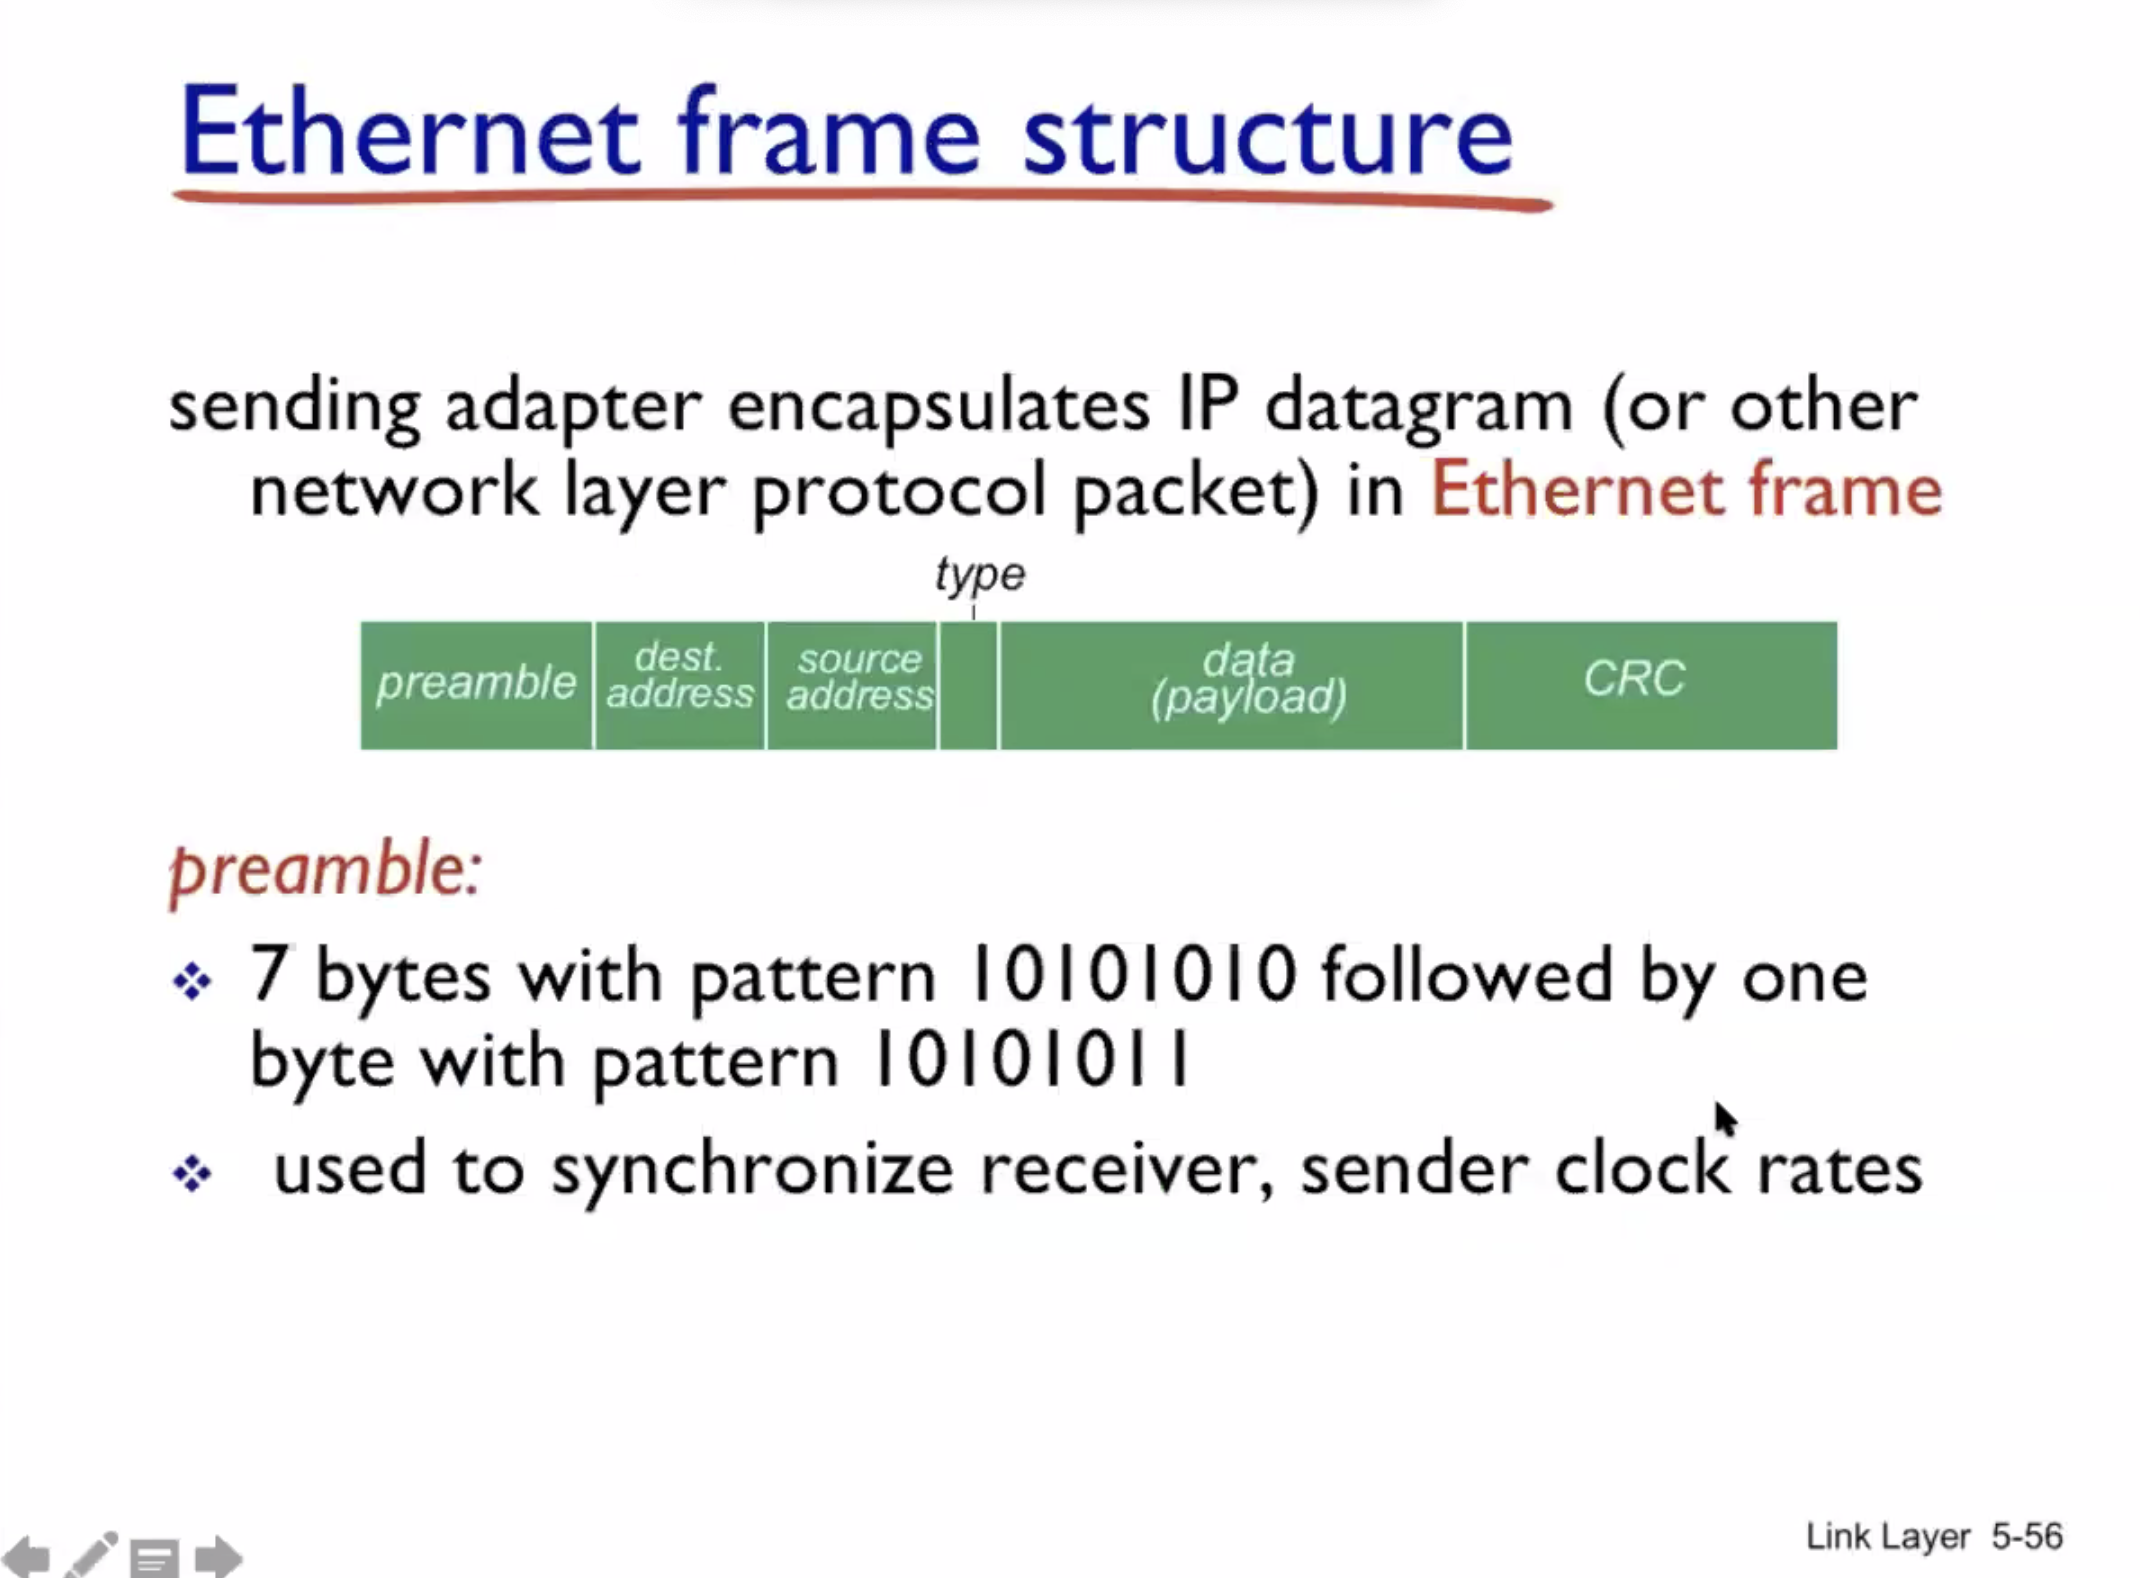 Ethernet frame structure
sending adapter encapsulates IP datagram (or other
network layer protocol packet) in Ethernet frame
type
preamble
dest.
address
source
address
data
(payload)
CRC
preamble:
❖ 7 bytes with pattern 10101010 followed by one
byte with pattern 10101011
❖ used to synchronize receiver, sender clock rates
Link Layer 5-56